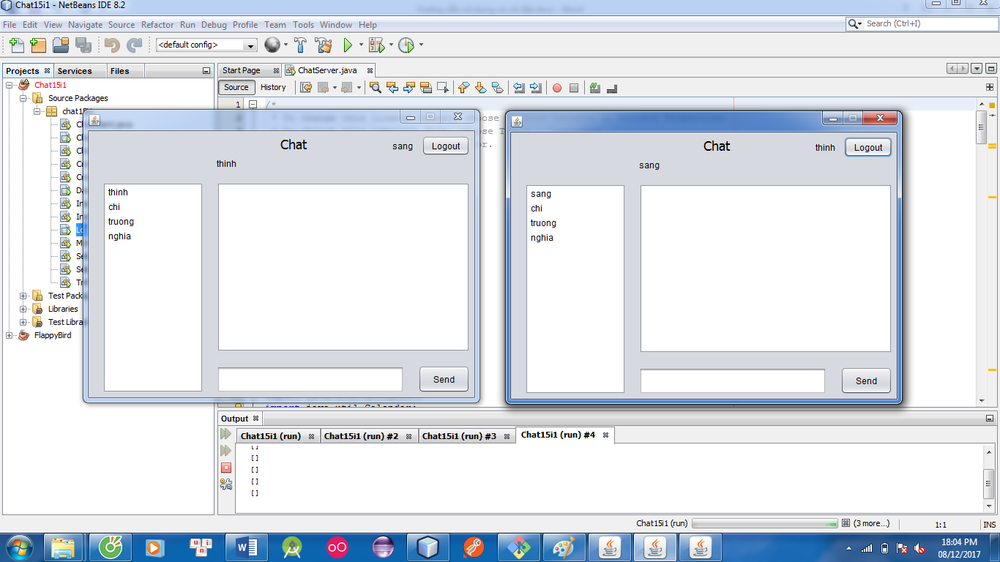 Chat15i1 - NetBeans IDE 8.2
File Edit View Navigate Source Refactor Run Debug Profile Team Tools Window Help
Search (Ctrl+I)
<default config>
Projects Services Files
Start Page ChatServer.java
Source History
Chat15i1
Source Packages
Test
Libraries
Test
FlappyBird
1 /*
Chat
sang Logout
thinh
thinh
chi
truong
nghia
Send
Chat
thinh Logout
sang
sang
chi
truong
nghia
Send
import java.util.Calendar;
Output
Chat15i1 (run) Chat15i1 (run) #2 Chat15i1 (run) #3 Chat15i1 (run) #4
[]
[]
[]
[]
[]
Chat15i1 (run) (3 more...) 1:1 INS
18:04 PM
08/12/2017